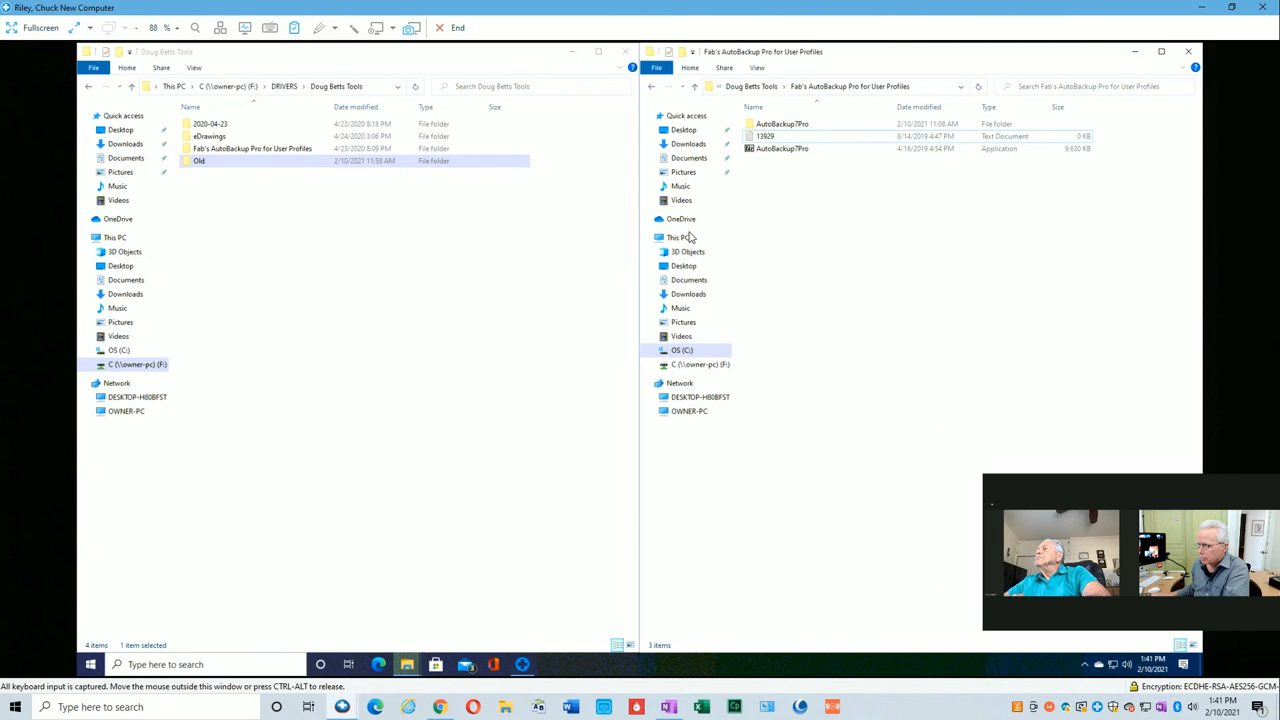 Riley, Chuck New Computer
Fullscreen - 88 % + End
Doug Betts Tools
File Home Share View
This PC > C (\\owner-pc) (F:) > DRIVERS > Doug Betts Tools
Search Doug Betts Tools
Name Date modified Type Size
2020-04-23 4/23/2020 8:18 PM File folder
eDrawings 4/24/2020 3:06 PM File folder
Fab's AutoBackup Pro for User Profiles 4/23/2020 8:09 PM File folder
Old 2/10/2021 11:58 AM File folder
Quick access
Desktop
Downloads
Documents
Pictures
Music
Videos
OneDrive
This PC
3D Objects
Desktop
Documents
Downloads
Music
Pictures
Videos
OS (C:)
C (\\owner-pc) (F:)
Network
DESKTOP-H80BFST
OWNER-PC
4 items 1 item selected
Fab's AutoBackup Pro for User Profiles
File Home Share View
« Doug Betts Tools > Fab's AutoBackup Pro for User Profiles
Search Fab's AutoBackup Pro for User Profiles
Name Date modified Type Size
AutoBackup7Pro 2/10/2021 11:08 AM File folder
13929 8/14/2019 4:47 PM Text Document 0 KB
AutoBackup7Pro 4/16/2019 4:54 PM Application 9,630 KB
Quick access
Desktop
Downloads
Documents
Pictures
Music
Videos
OneDrive
This PC
3D Objects
Desktop
Documents
Downloads
Music
Pictures
Videos
OS (C:)
C (\\owner-pc) (F:)
Network
DESKTOP-H80BFST
OWNER-PC
3 items
Type here to search
1:41 PM
2/10/2021
All keyboard input is captured. Move the mouse outside this window or press CTRL-ALT to release.
Encryption: ECDHE-RSA-AES256-GCM-
Type here to search
1:41 PM
2/10/2021